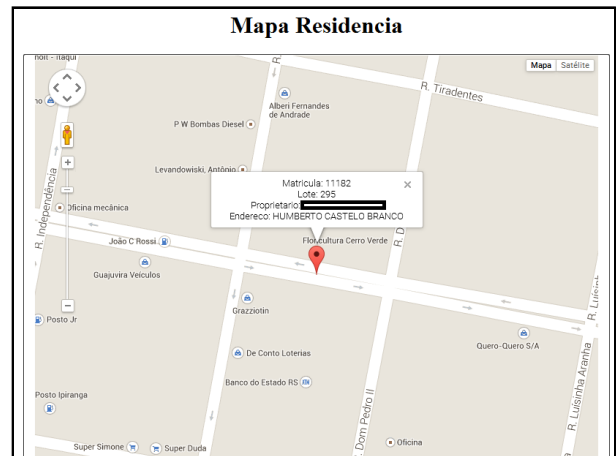 Mapa Residencia
Mapa
Satélite
R. Tiradentes
Alberi Fernandes
de Andrade
P W Bombas Diesel
Levandowiski, Antônio
Matricula: 11182
Lote: 295
Proprietario:
Endereco: HUMBERTO CASTELO BRANCO
R. Independência
Oficina mecânica
João C Rossi
Floricultura Cerro Verde
R. D
Guajuvira Veículos
R. Luisinh
Grazziotin
Posto Jr
Quero-Quero S/A
De Conto Loterias
Banco do Estado RS
R. Luisinha Aranha
Posto Ipiranga
. Dom Pedro II
Oficina
Super Simone
Super Duda